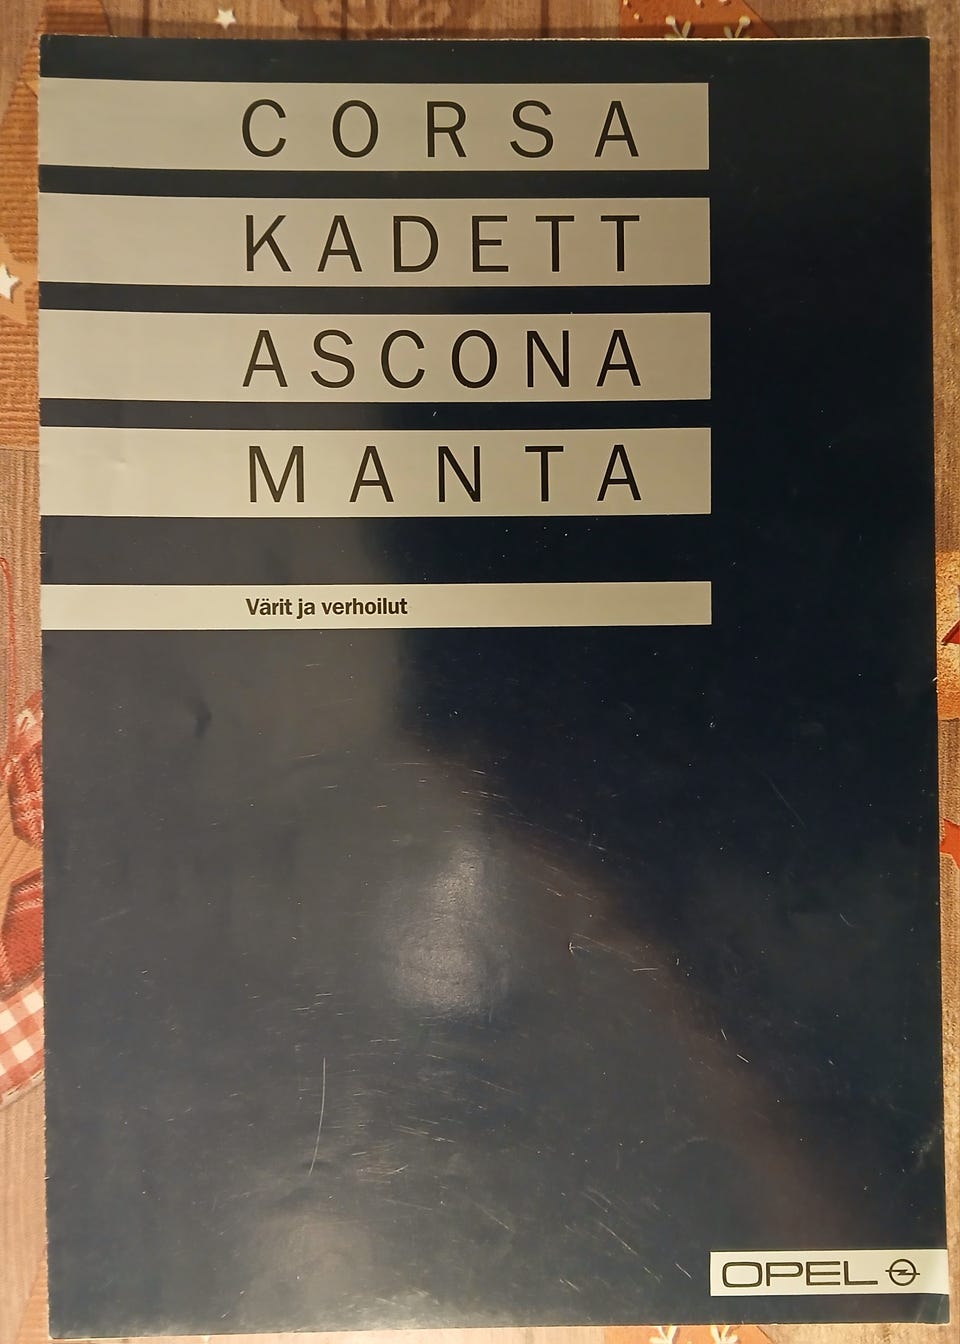 CORSA
KADETT
ASCONA
MANTA
Värit ja verhoilut
OPEL